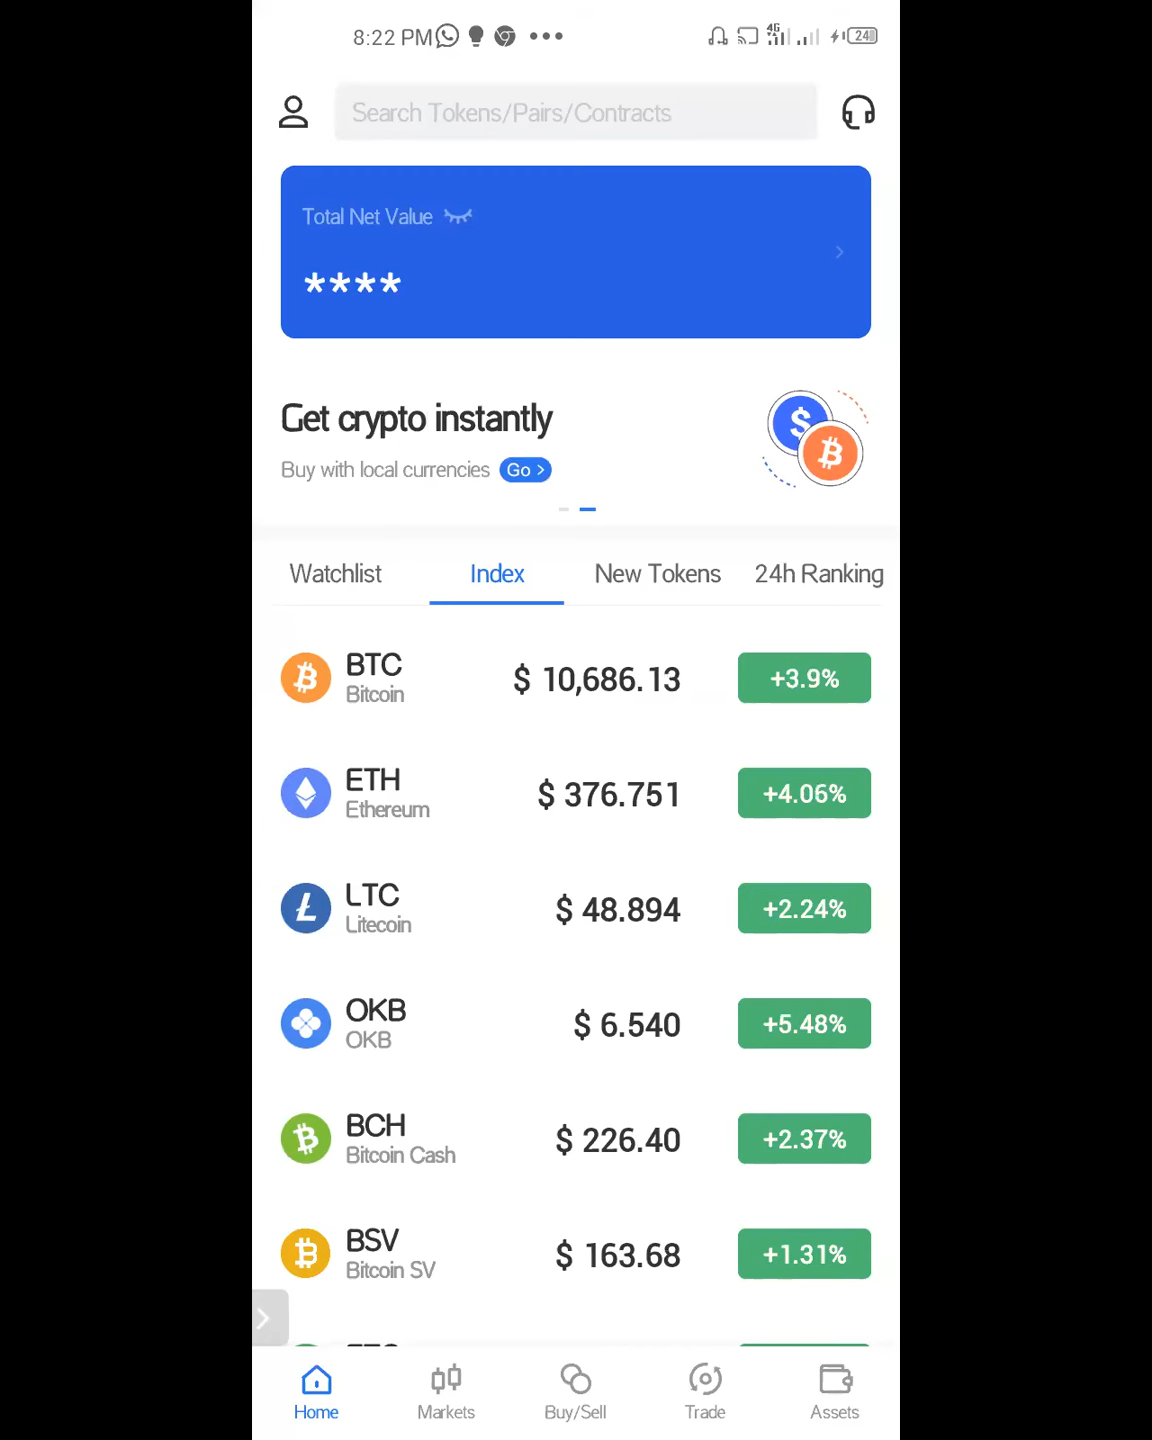 8:22 PM
4G
24
Search Tokens/Pairs/Contracts
Total Net Value
****
Get crypto instantly
Buy with local currencies Go >
Watchlist Index New Tokens 24h Ranking
BTC $ 10,686.13 +3.9%
Bitcoin
ETH $ 376.751 +4.06%
Ethereum
LTC $ 48.894 +2.24%
Litecoin
OKB $ 6.540 +5.48%
OKB
BCH $ 226.40 +2.37%
Bitcoin Cash
BSV $ 163.68 +1.31%
Bitcoin SV
Home Markets Buy/Sell Trade Assets